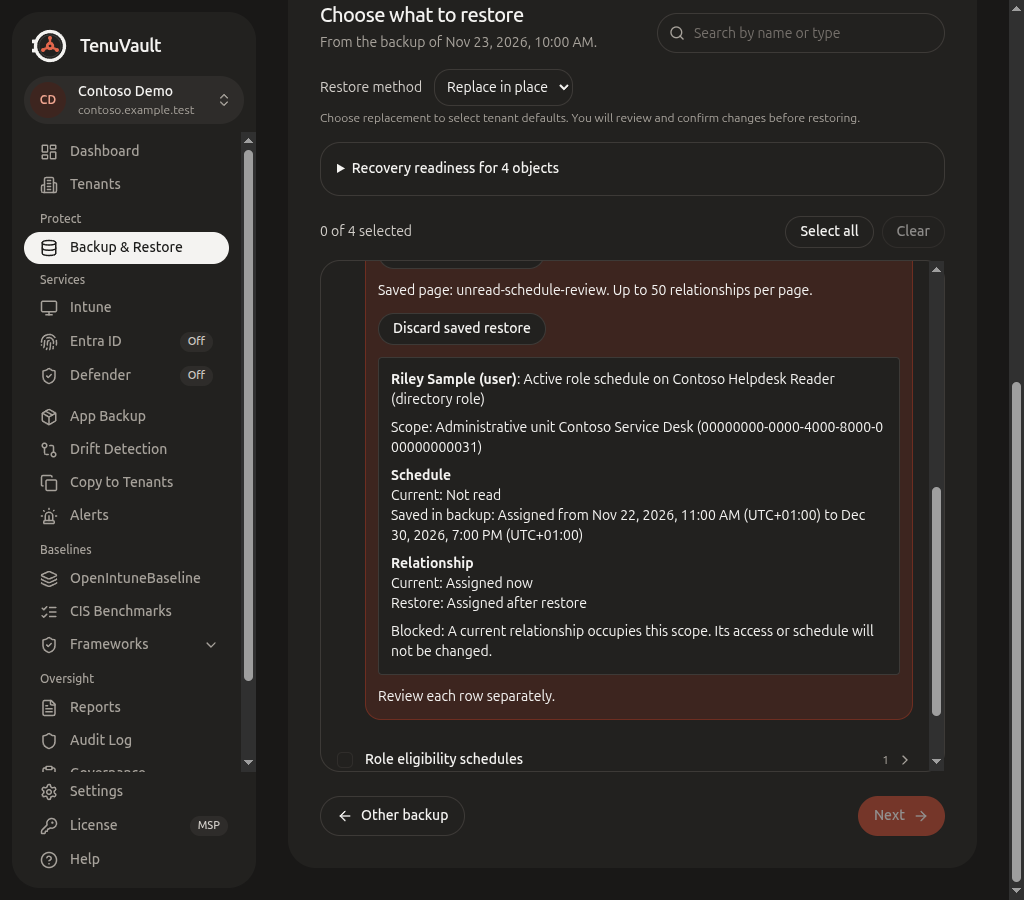 TenuVault
CD
Contoso Demo
contoso.example.test
Dashboard
Tenants
Protect
Backup & Restore
Services
Intune
Entra ID
Off
Defender
Off
App Backup
Drift Detection
Copy to Tenants
Alerts
Baselines
OpenIntuneBaseline
CIS Benchmarks
Frameworks
Oversight
Reports
Audit Log
Governance
Settings
License
MSP
Help
Choose what to restore
From the backup of Nov 23, 2026, 10:00 AM.
Search by name or type
Restore method
Replace in place
Choose replacement to select tenant defaults. You will review and confirm changes before restoring.
Recovery readiness for 4 objects
0 of 4 selected
Select all
Clear
Saved page: unread-schedule-review. Up to 50 relationships per page.
Discard saved restore
Riley Sample (user): Active role schedule on Contoso Helpdesk Reader
(directory role)
Scope: Administrative unit Contoso Service Desk (00000000-0000-4000-8000-0
00000000031)
Schedule
Current: Not read
Saved in backup: Assigned from Nov 22, 2026, 11:00 AM (UTC+01:00) to Dec
30, 2026, 7:00 PM (UTC+01:00)
Relationship
Current: Assigned now
Restore: Assigned after restore
Blocked: A current relationship occupies this scope. Its access or schedule will
not be changed.
Review each row separately.
Role eligibility schedules
1
Other backup
Next